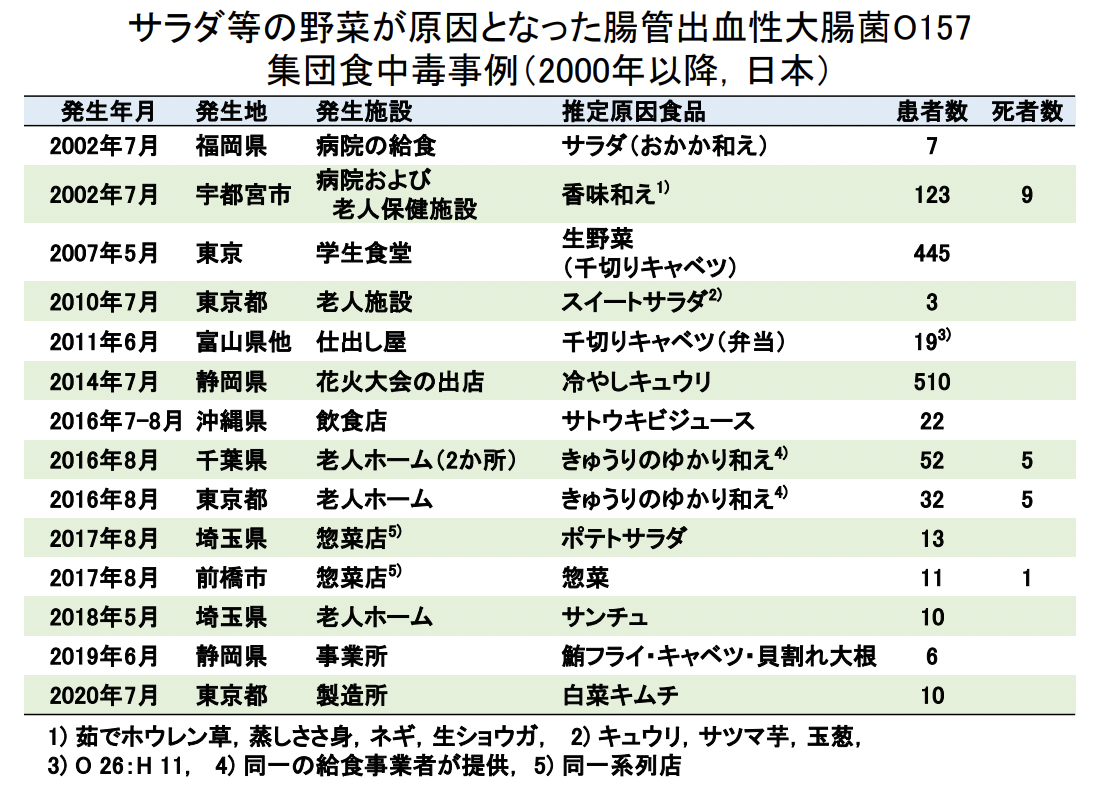 サラダ等の野菜が原因となった腸管出血性大腸菌O157
集団食中毒事例（2000年以降，日本）
発生年月 発生地 発生施設 推定原因食品 患者数 死者数
2002年7月 福岡県 病院の給食 サラダ（おかか和え） 7
2002年7月 宇都宮市 病院および
老人保健施設 香味和え1) 123 9
2007年5月 東京 学生食堂 生野菜
（千切りキャベツ） 445
2010年7月 東京都 老人施設 スイートサラダ2) 3
2011年6月 富山県他 仕出し屋 千切りキャベツ（弁当） 193)
2014年7月 静岡県 花火大会の出店 冷やしキュウリ 510
2016年7-8月 沖縄県 飲食店 サトウキビジュース 22
2016年8月 千葉県 老人ホーム（2か所） きゅうりのゆかり和え4) 52 5
2016年8月 東京都 老人ホーム きゅうりのゆかり和え4) 32 5
2017年8月 埼玉県 惣菜店5) ポテトサラダ 13
2017年8月 前橋市 惣菜店5) 惣菜 11 1
2018年5月 埼玉県 老人ホーム サンチュ 10
2019年6月 静岡県 事業所 鮪フライ・キャベツ・貝割れ大根 6
2020年7月 東京都 製造所 白菜キムチ 10
1) 茹でホウレン草，蒸しささ身，ネギ，生ショウガ， 2) キュウリ，サツマ芋，玉葱，
3) O 26：H 11， 4) 同一の給食事業者が提供， 5) 同一系列店